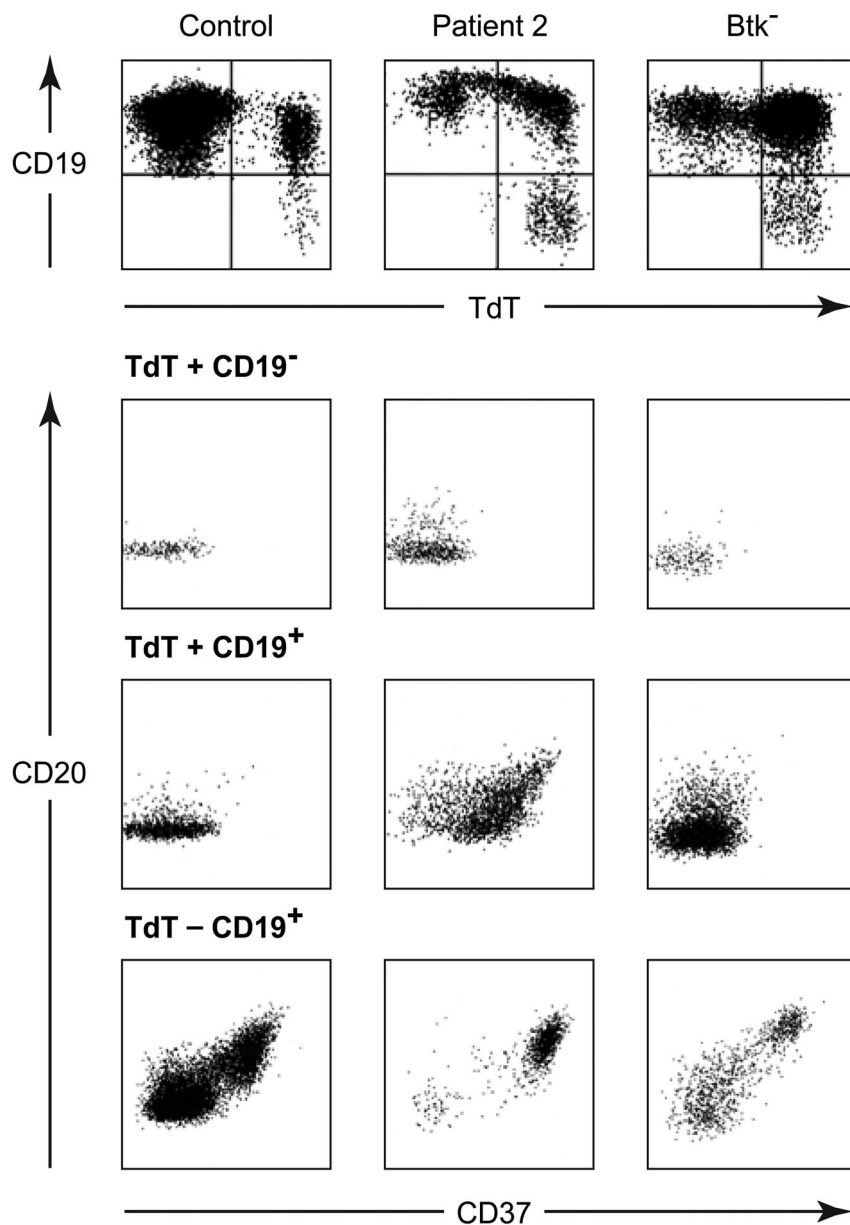 Control Patient 2 Btk⁻
CD19
TdT
TdT + CD19⁻
TdT + CD19⁺
CD20
TdT – CD19⁺
CD37